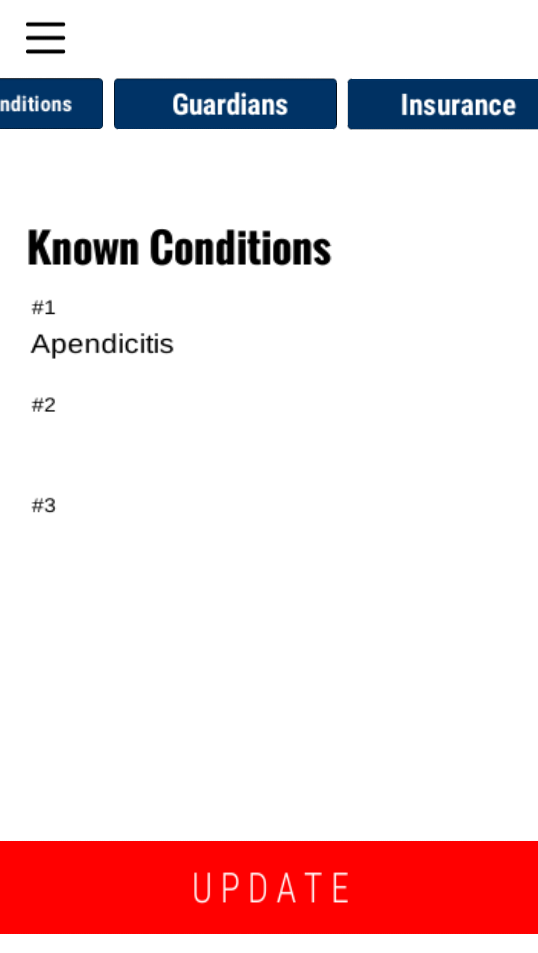 nditions Guardians Insurance
Known Conditions
#1
Apendicitis
#2
#3
UPDATE